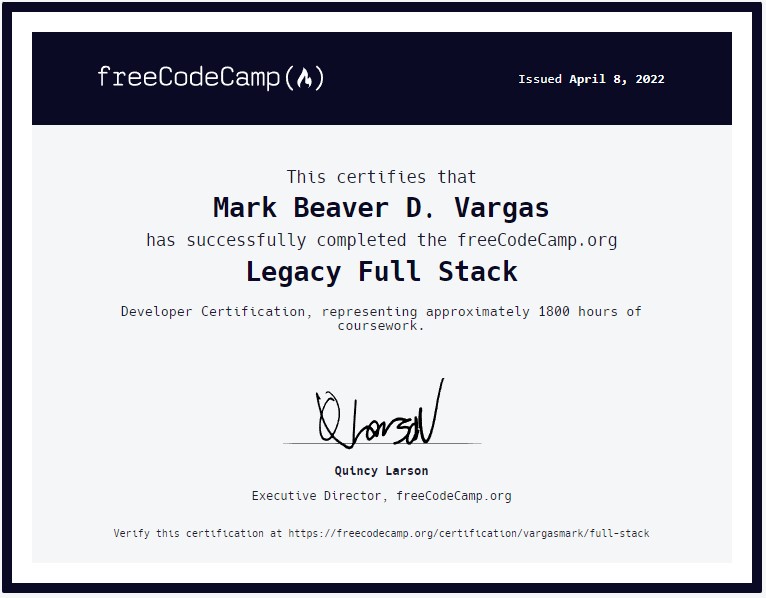 freeCodeCamp(🔥)
Issued April 8, 2022
This certifies that
Mark Beaver D. Vargas
has successfully completed the freeCodeCamp.org
Legacy Full Stack
Developer Certification, representing approximately 1800 hours of
coursework.
Q Larson
Quincy Larson
Executive Director, freeCodeCamp.org
Verify this certification at https://freecodecamp.org/certification/vargasmark/full-stack